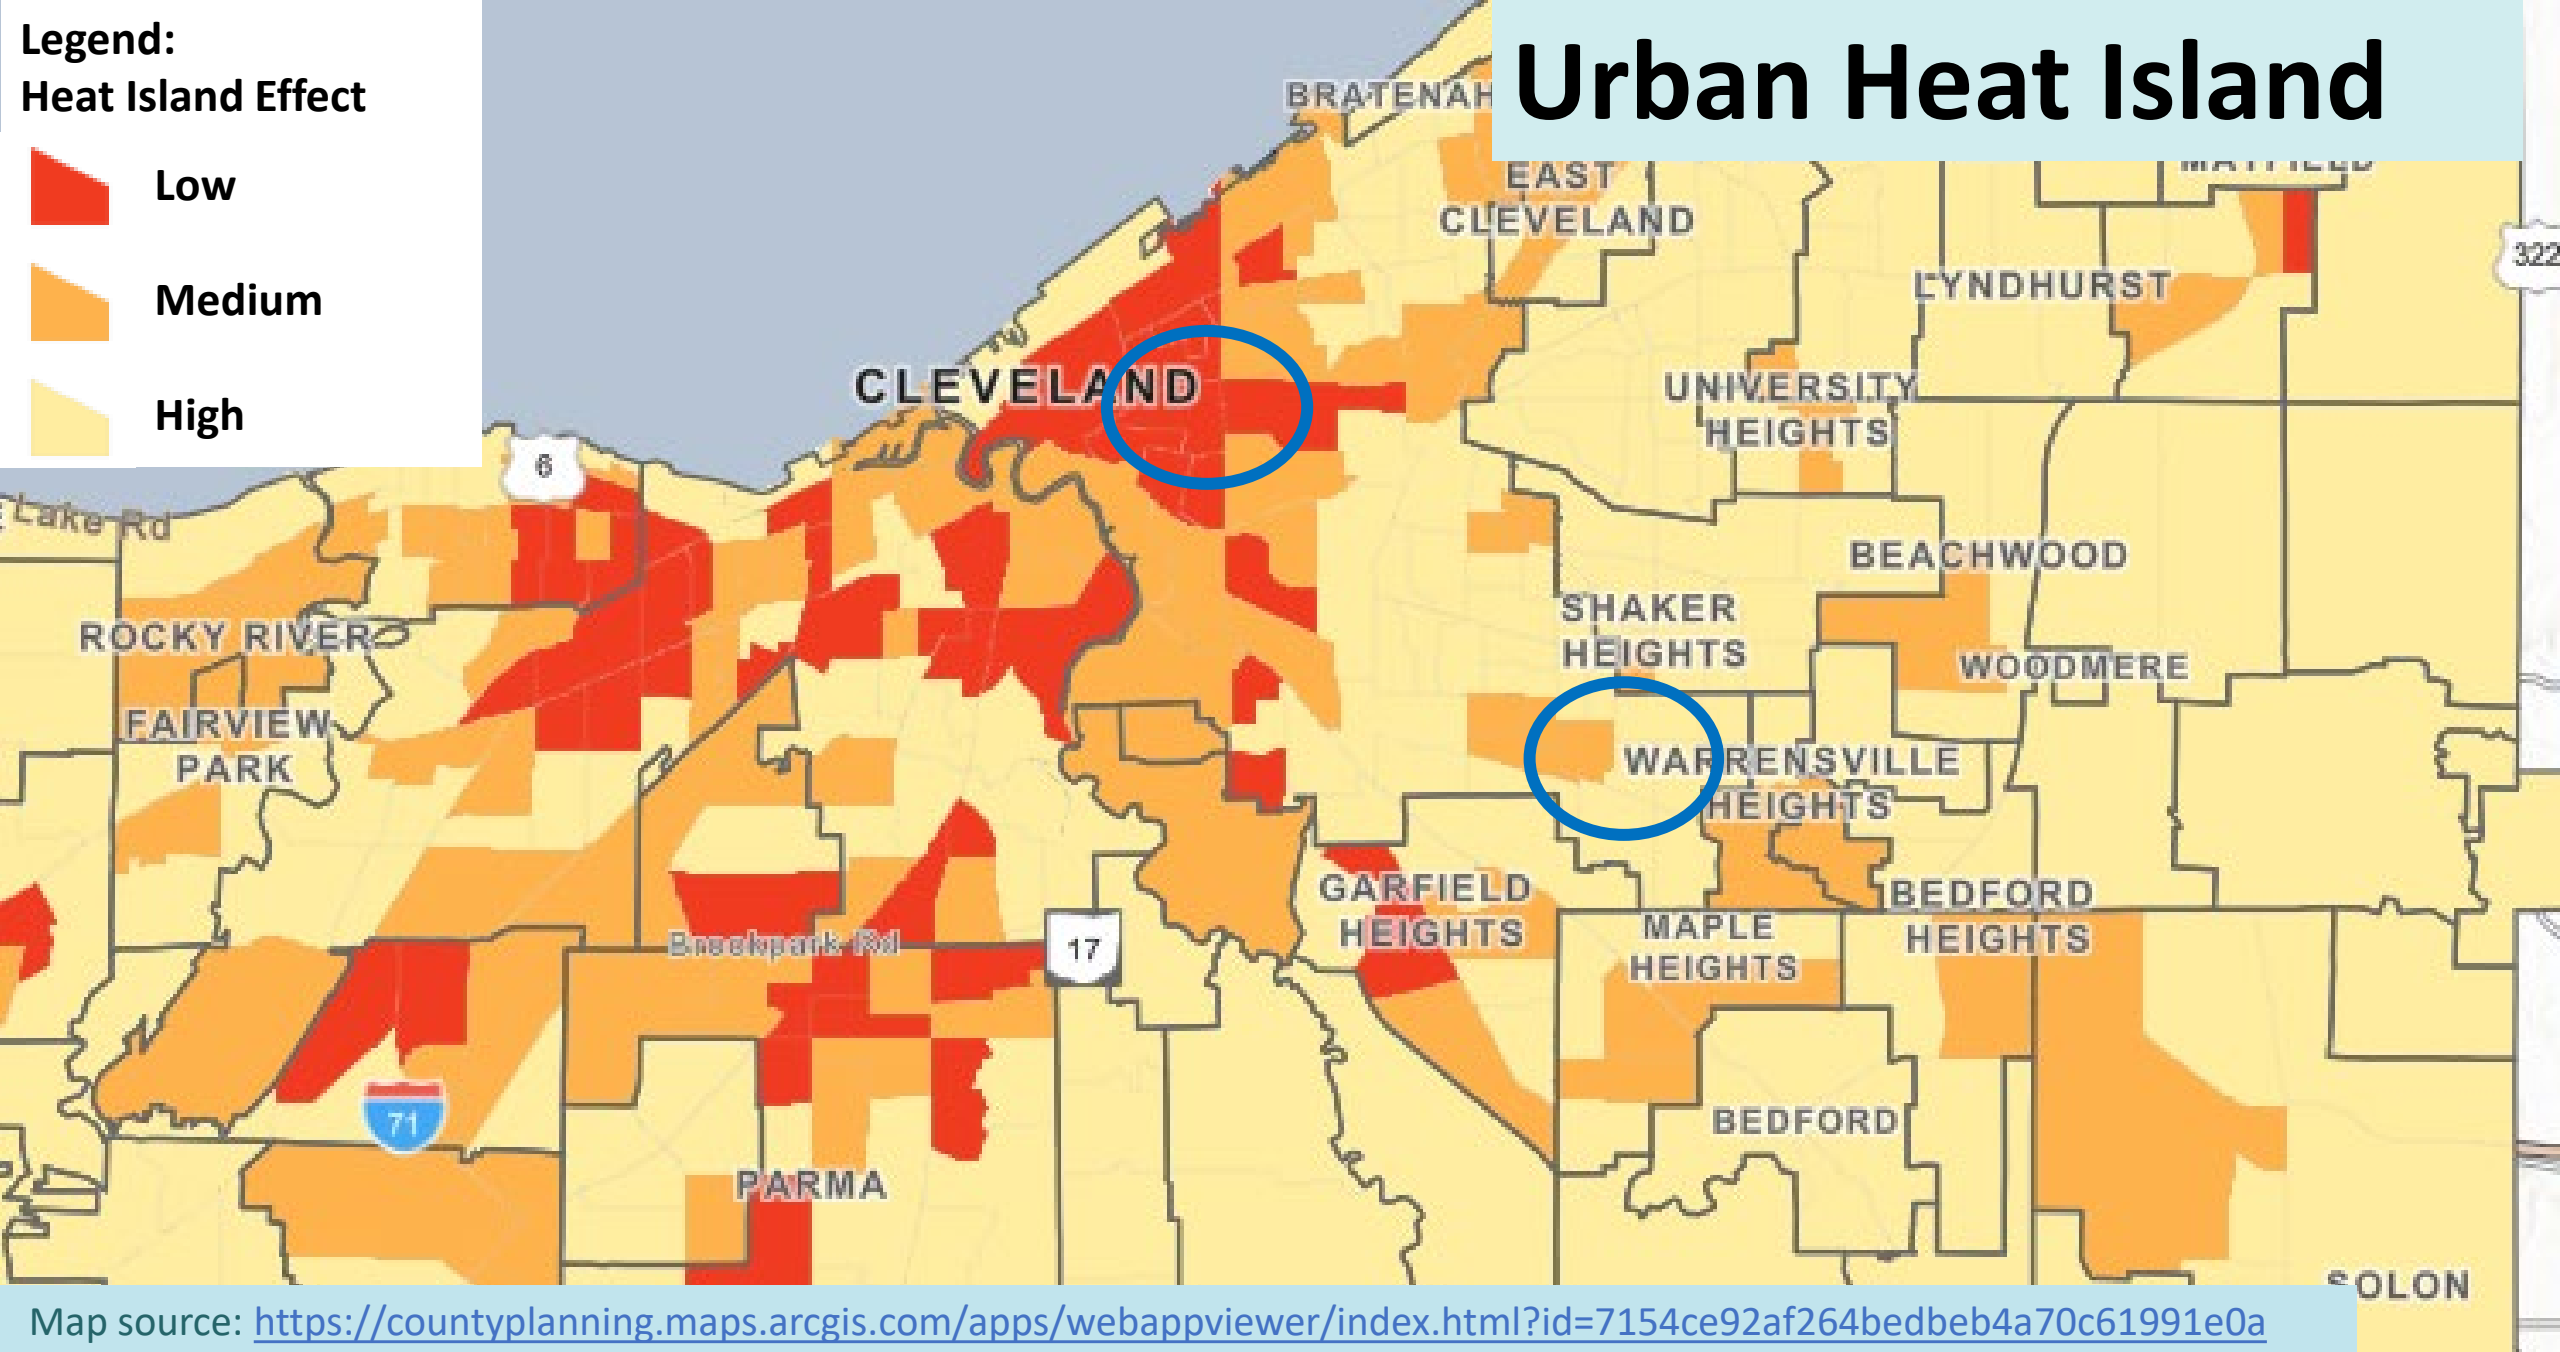 Legend:
Heat Island Effect
Low
Medium
High
Urban Heat Island
BRATENAH
EAST
CLEVELAND
MAYFIELD
322
LYNDHURST
CLEVELAND
UNIVERSITY
HEIGHTS
6
Lake Rd
BEACHWOOD
SHAKER
HEIGHTS
ROCKY RIVER
WOODMERE
FAIRVIEW
PARK
WARRENSVILLE
HEIGHTS
GARFIELD
HEIGHTS
BEDFORD
HEIGHTS
MAPLE
HEIGHTS
Brookpark Rd
17
71
BEDFORD
PARMA
SOLON
Map source: https://countyplanning.maps.arcgis.com/apps/webappviewer/index.html?id=7154ce92af264bedbeb4a70c61991e0a